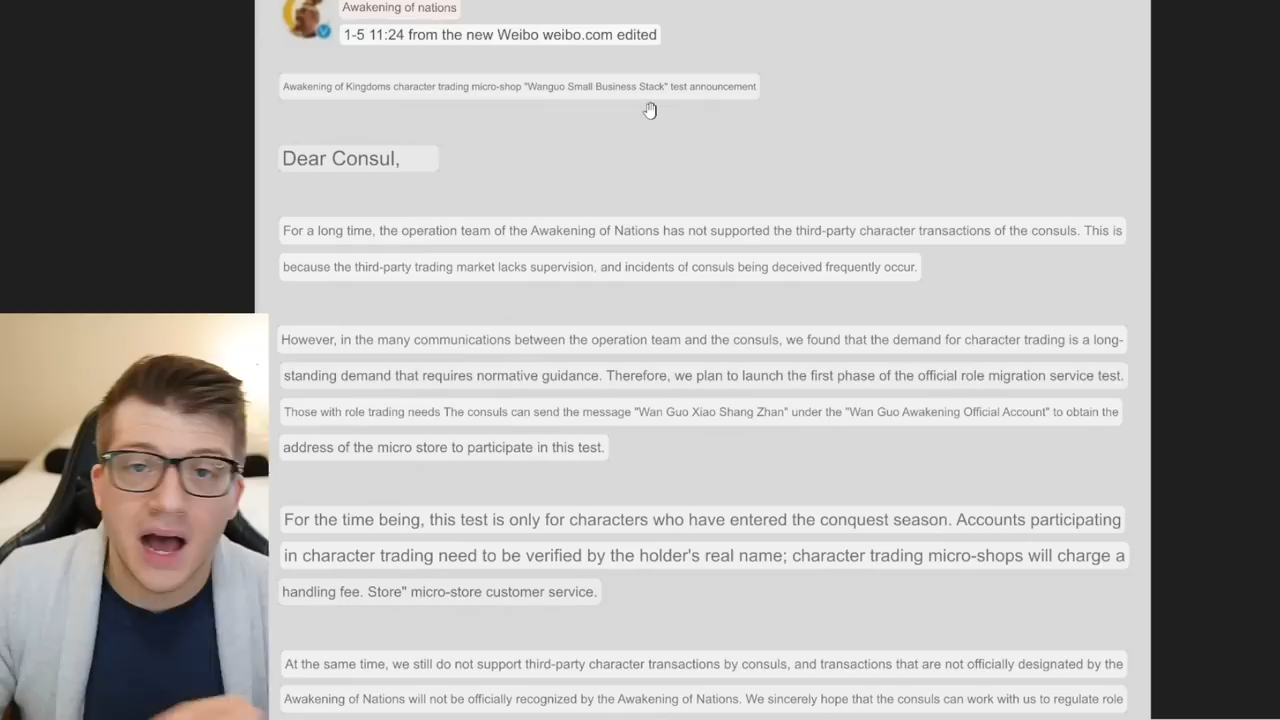 Awakening of nations
1-5 11:24 from the new Weibo weibo.com edited
Awakening of Kingdoms character trading micro-shop "Wanguo Small Business Stack" test announcement
Dear Consul,
For a long time, the operation team of the Awakening of Nations has not supported the third-party character transactions of the consuls. This is
because the third-party trading market lacks supervision, and incidents of consuls being deceived frequently occur.
However, in the many communications between the operation team and the consuls, we found that the demand for character trading is a long-
standing demand that requires normative guidance. Therefore, we plan to launch the first phase of the official role migration service test.
Those with role trading needs The consuls can send the message "Wan Guo Xiao Shang Zhan" under the "Wan Guo Awakening Official Account" to obtain the
address of the micro store to participate in this test.
For the time being, this test is only for characters who have entered the conquest season. Accounts participating
in character trading need to be verified by the holder's real name; character trading micro-shops will charge a
handling fee. Store" micro-store customer service.
At the same time, we still do not support third-party character transactions by consuls, and transactions that are not officially designated by the
Awakening of Nations will not be officially recognized by the Awakening of Nations. We sincerely hope that the consuls can work with us to regulate role